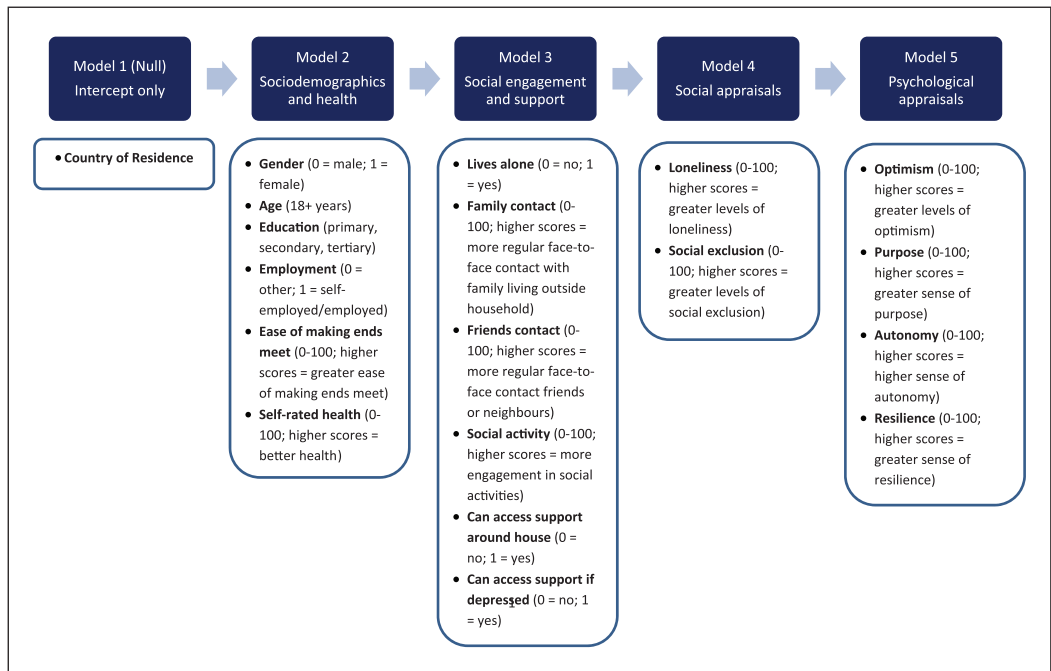 Model 1 (Null)
Intercept only
Model 2
Sociodemographics
and health
Model 3
Social engagement
and support
Model 4
Social appraisals
Model 5
Psychological
appraisals
• Country of Residence
• Gender (0 = male; 1 =
female)
• Age (18+ years)
• Education (primary,
secondary, tertiary)
• Employment (0 =
other; 1 = self-
employed/employed)
• Ease of making ends
meet (0-100; higher
scores = greater ease
of making ends meet)
• Self-rated health (0-
100; higher scores =
better health)
• Lives alone (0 = no; 1
= yes)
• Family contact (0-
100; higher scores =
more regular face-to-
face contact with
family living outside
household)
• Friends contact (0-
100; higher scores =
more regular face-to-
face contact friends
or neighbours)
• Social activity (0-100;
higher scores = more
engagement in social
activities)
• Can access support
around house (0 =
no; 1 = yes)
• Can access support if
depressed (0 = no; 1
= yes)
• Loneliness (0-100;
higher scores =
greater levels of
loneliness)
• Social exclusion (0-
100; higher scores =
greater levels of
social exclusion)
• Optimism (0-100;
higher scores =
greater levels of
optimism)
• Purpose (0-100;
higher scores =
greater sense of
purpose)
• Autonomy (0-100;
higher scores =
higher sense of
autonomy)
• Resilience (0-100;
higher scores =
greater sense of
resilience)